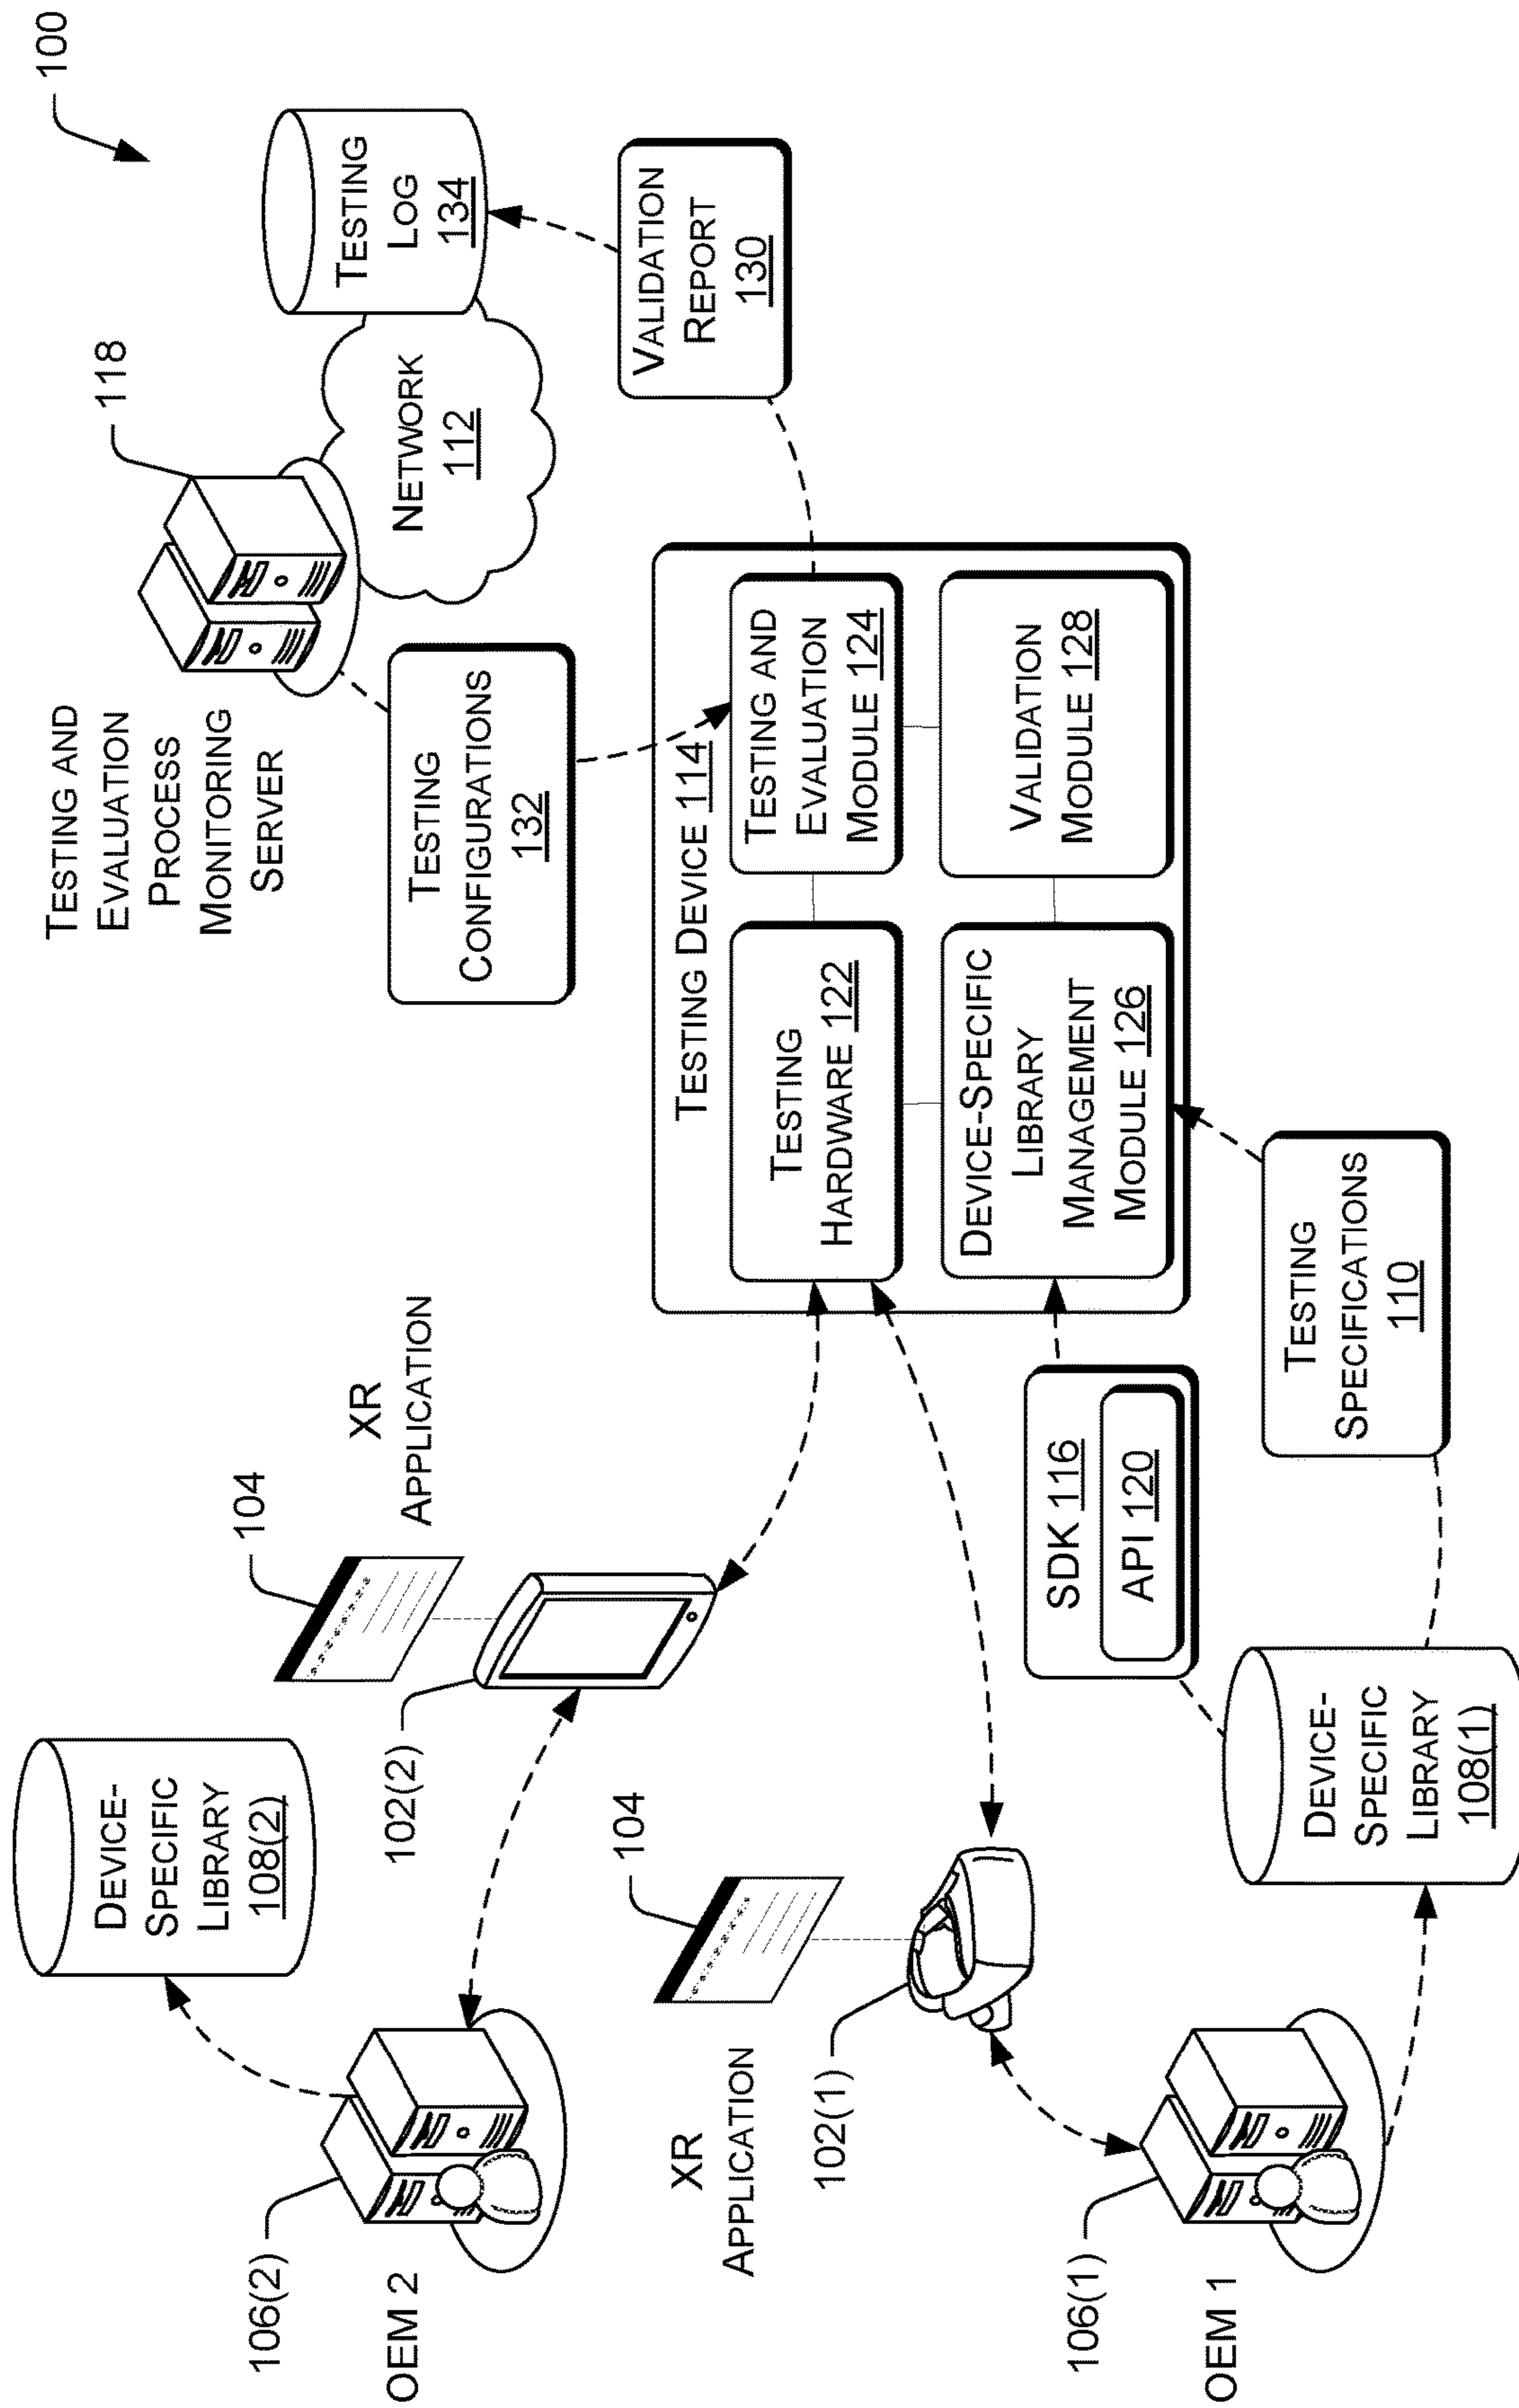 100
TESTING AND
EVALUATION
PROCESS
MONITORING
SERVER
118
NETWORK
112
TESTING
LOG
134
TESTING
CONFIGURATIONS
132
VALIDATION
REPORT
130
DEVICE-
SPECIFIC
LIBRARY
108(2)
104
XR
APPLICATION
102(2)
106(2)
OEM 2
TESTING DEVICE 114
TESTING
HARDWARE 122
TESTING AND
EVALUATION
MODULE 124
DEVICE-SPECIFIC
LIBRARY
MANAGEMENT
MODULE 126
VALIDATION
MODULE 128
104
XR
APPLICATION
102(1)
106(1)
OEM 1
SDK 116
API 120
DEVICE-
SPECIFIC
LIBRARY
108(1)
TESTING
SPECIFICATIONS
110